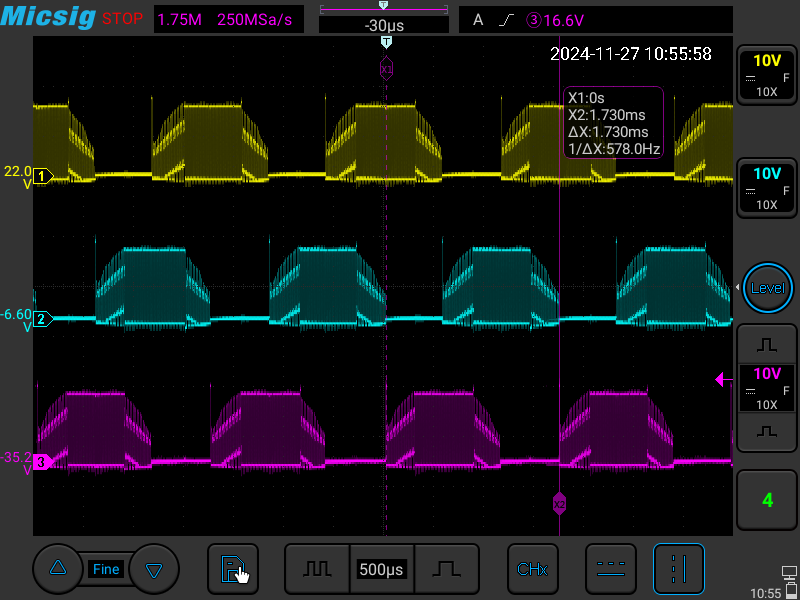 Micsig STOP 1.75M 250MSa/s -30µs A 3 16.6V
T
X1
2024-11-27 10:55:58
X1:0s
X2:1.730ms
ΔX:1.730ms
1/ΔX:578.0Hz
10V
F
10X
22.0
V
1
10V
F
10X
-6.60
V
2
Level
10V
F
10X
-35.2
V
3
X2
4
Fine
500µs
CHx
10:55